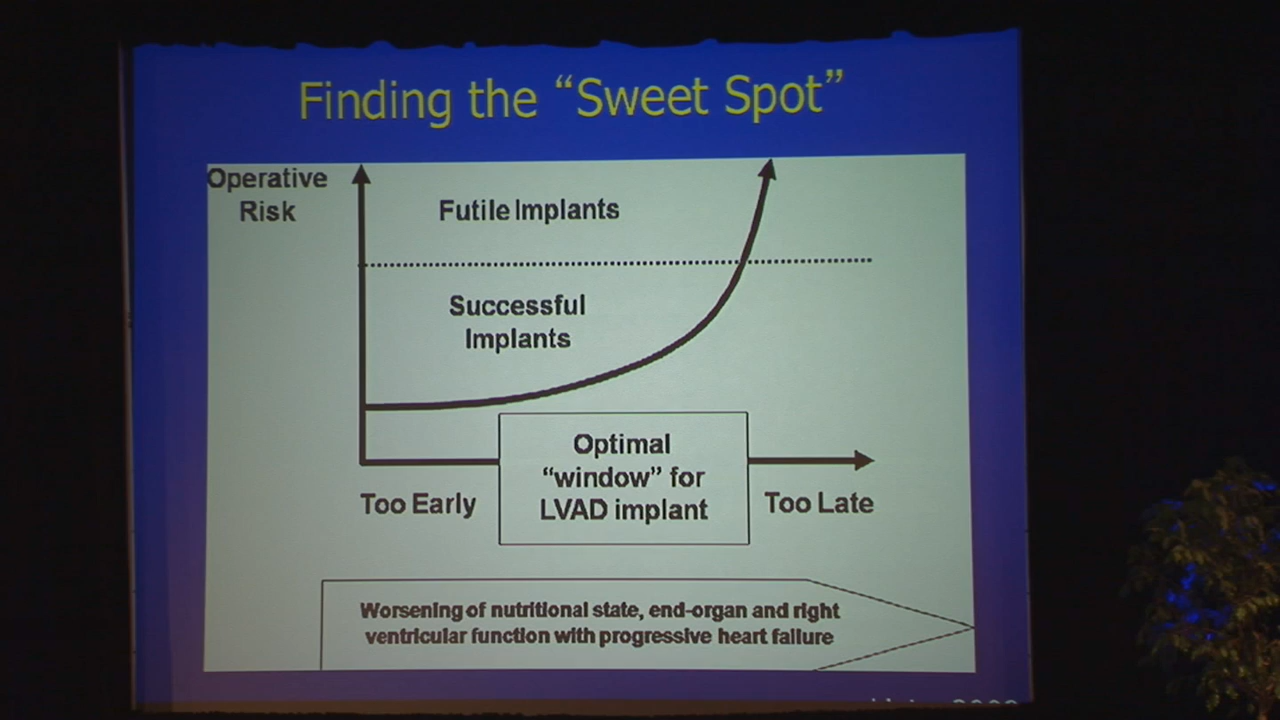 Finding the “Sweet Spot”
Operative
Risk
Futile Implants
Successful
Implants
Optimal
“window” for
LVAD implant
Too Early
Too Late
Worsening of nutritional state, end-organ and right
ventricular function with progressive heart failure